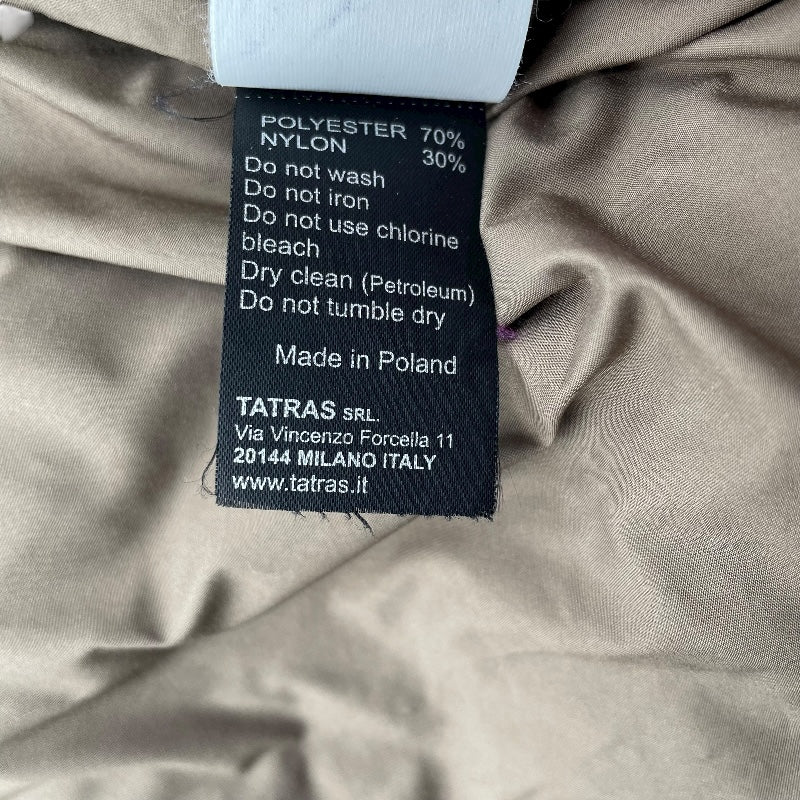 POLYESTER 70%
NYLON 30%
Do not wash
Do not iron
Do not use chlorine
bleach
Dry clean (Petroleum)
Do not tumble dry
Made in Poland
TATRAS SRL.
Via Vincenzo Forcella 11
20144 MILANO ITALY
www.tatras.it